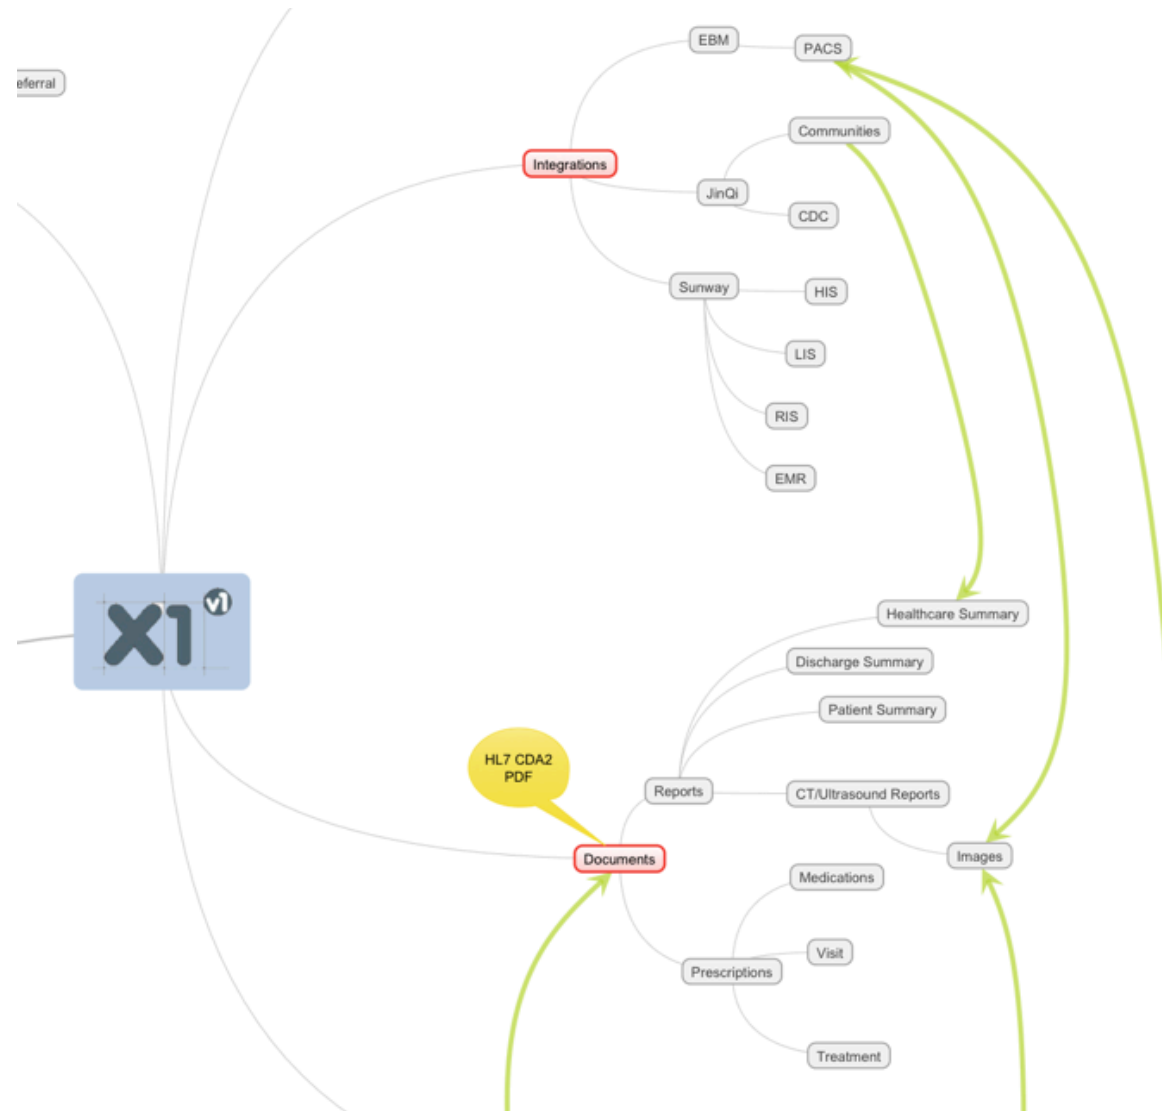 EBM
PACS
eferral
Communities
Integrations
JinQi
CDC
Sunway
HIS
LIS
RIS
EMR
X1
v1
Healthcare Summary
Discharge Summary
Patient Summary
HL7 CDA2
PDF
Reports
CT/Ultrasound Reports
Documents
Images
Medications
Visit
Prescriptions
Treatment